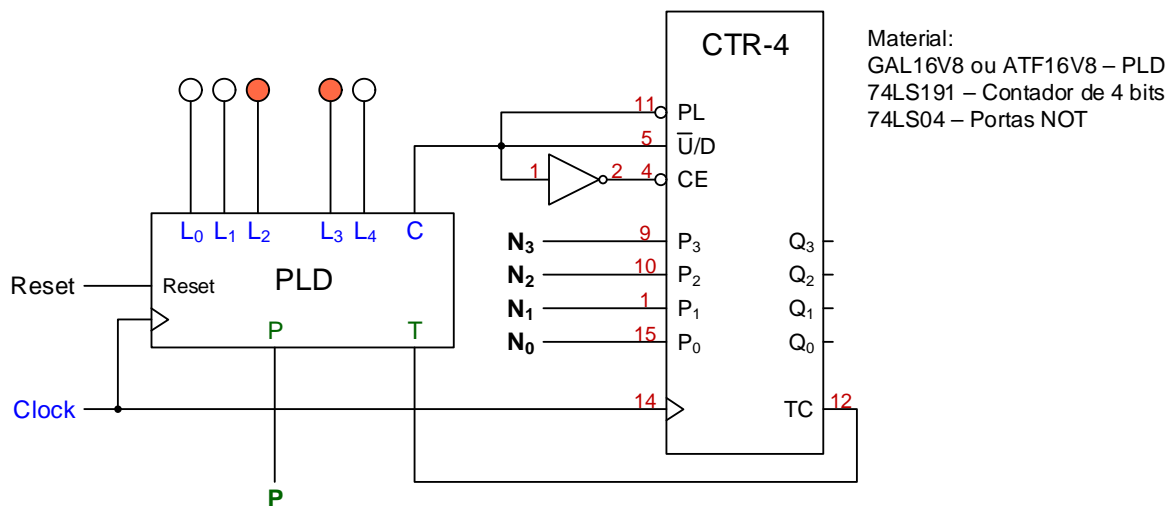 CTR-4
Material:
GAL16V8 ou ATF16V8 – PLD
74LS191 – Contador de 4 bits
74LS04 – Portas NOT
11 PL
5 U̅/D
1 2 4 CE
L₀ L₁ L₂ L₃ L₄ C
PLD
Reset Reset
P T
N₃ 9 P₃ Q₃
N₂ 10 P₂ Q₂
N₁ 1 P₁ Q₁
N₀ 15 P₀ Q₀
Clock 14 TC 12
P